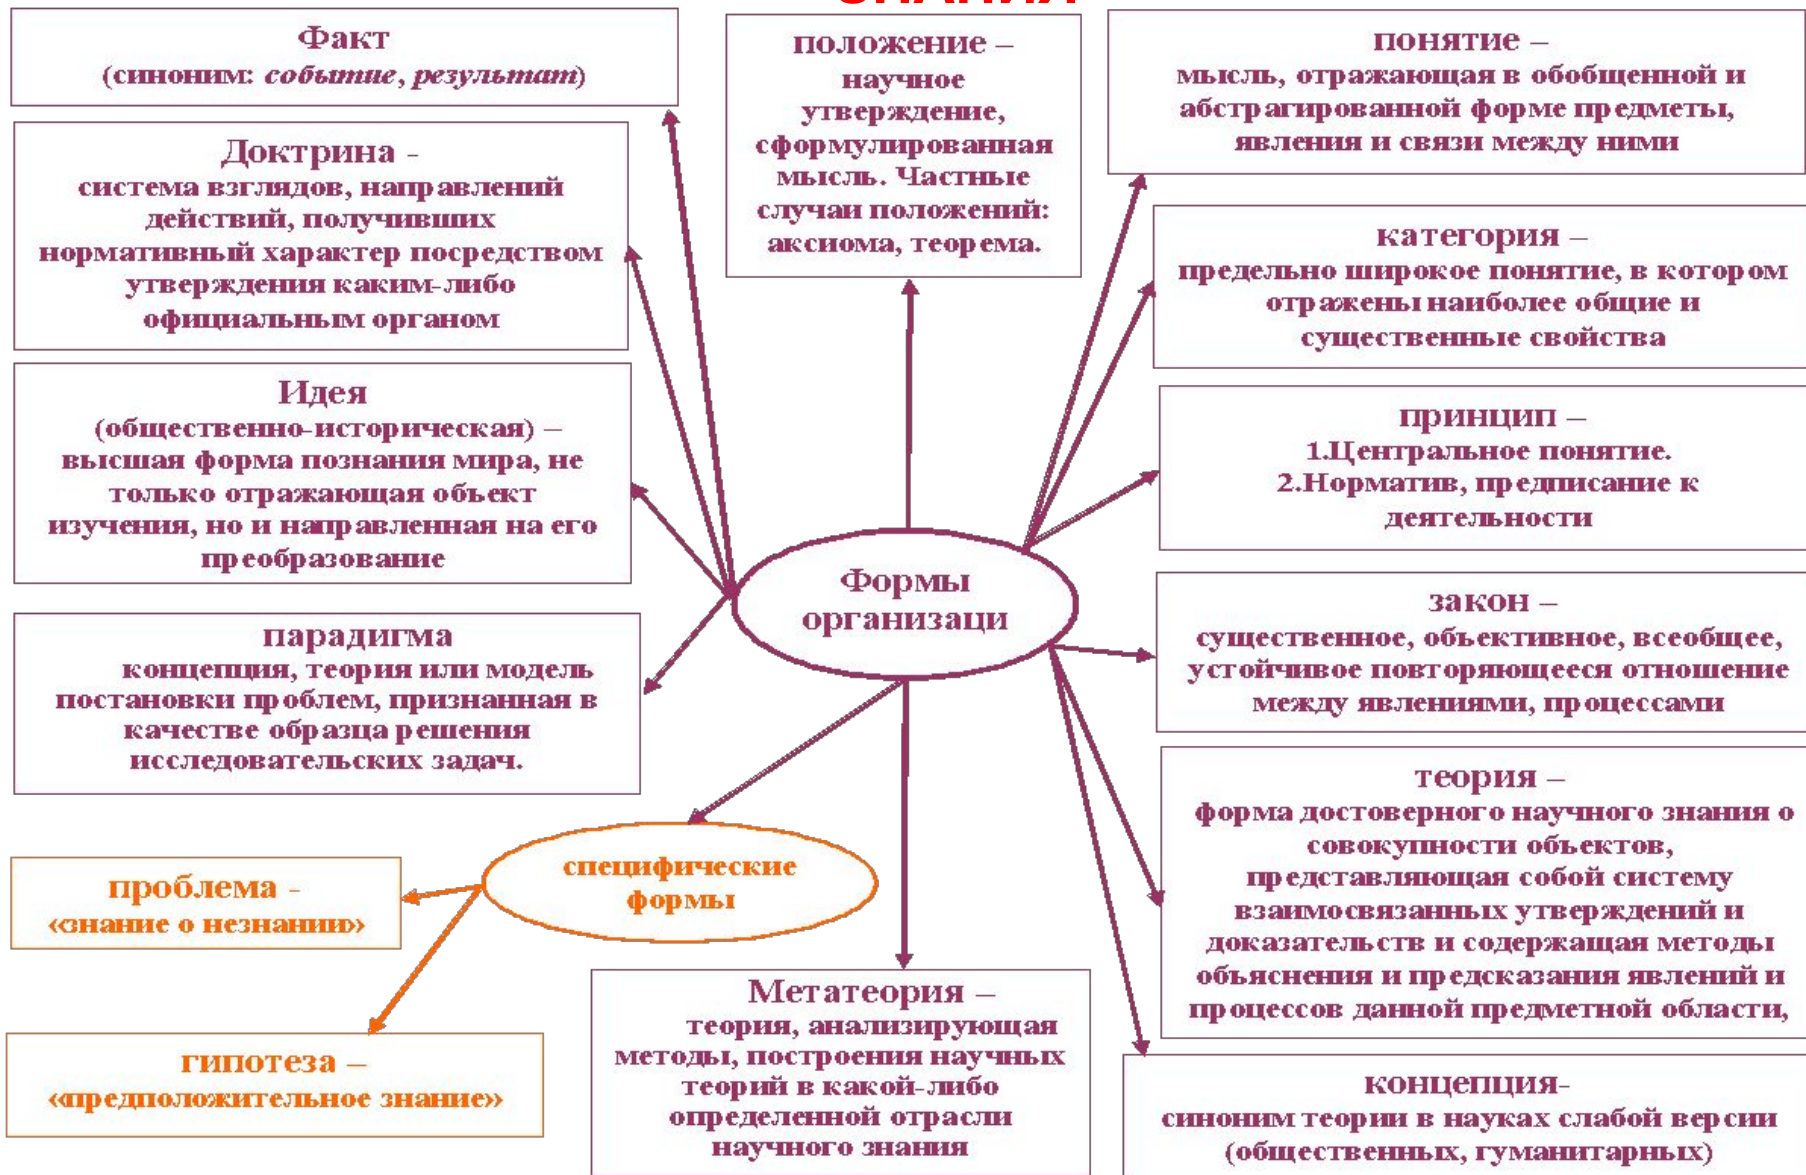 ЗНАНИЯ
Факт
(синоним: событие, результат)
Доктрина -
система взглядов, направлений
действий, получивших
нормативный характер посредством
утверждения каким-либо
официальным органом
Идея
(общественно-историческая) –
высшая форма познания мира, не
только отражающая объект
изучения, но и направленная на его
преобразование
парадигма
концепция, теория или модель
постановки проблем, признанная в
качестве образца решения
исследовательских задач.
положение –
научное
утверждение,
сформулированная
мысль. Частные
случаи положений:
аксиома, теорема.
понятие –
мысль, отражающая в обобщенной и
абстрагированной форме предметы,
явления и связи между ними
категория –
предельно широкое понятие, в котором
отражены наиболее общие и
существенные свойства
принцип –
1.Центральное понятие.
2.Норматив, предписание к
деятельности
Формы
организаци
закон –
существенное, объективное, всеобщее,
устойчивое повторяющееся отношение
между явлениями, процессами
теория –
форма достоверного научного знания о
совокупности объектов,
представляющая собой систему
взаимосвязанных утверждений и
доказательств и содержащая методы
объяснения и предсказания явлений и
процессов данной предметной области,
концепция-
синоним теории в науках слабой версии
(общественных, гуманитарных)
специфические
формы
проблема -
«знание о незнании»
гипотеза –
«предположительное знание»
Метатеория –
теория, анализирующая
методы, построения научных
теорий в какой-либо
определенной отрасли
научного знания